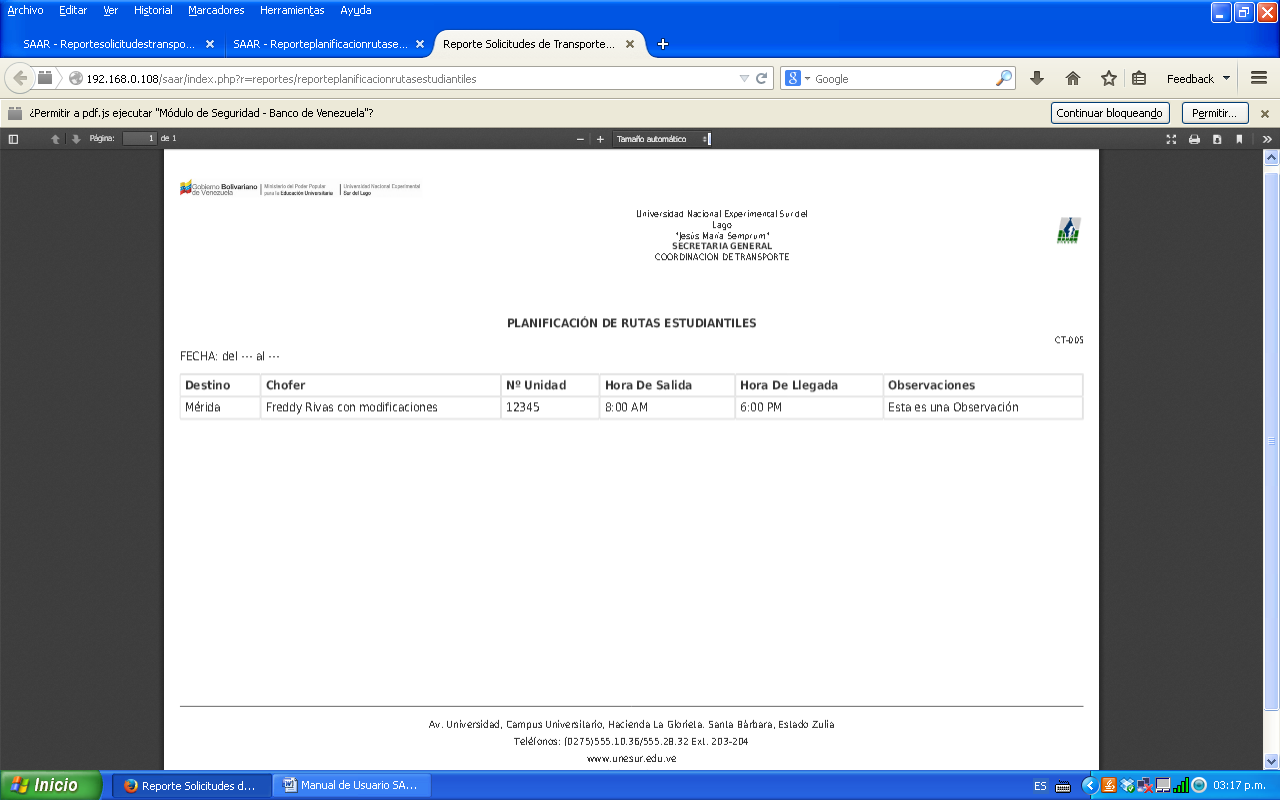 Archivo Editar Ver Historial Marcadores Herramientas Ayuda
SAAR - Reportesolicitudestranspo... SAAR - Reporteplanificacionrutase... Reporte Solicitudes de Transporte...
192.168.0.108/saar/index.php?r=reportes/reporteplanificacionrutasestudiantiles Google Feedback
¿Permitir a pdf.js ejecutar "Módulo de Seguridad - Banco de Venezuela"? Continuar bloqueando Permitir...
Página: 1 de 1 Tamaño automático
Gobierno Bolivariano de Venezuela
Ministerio del Poder Popular para la Educación Universitaria
Universidad Nacional Experimental Sur del Lago
Universidad Nacional Experimental Sur del
Lago
"Jesús María Semprum"
SECRETARIA GENERAL
COORDINACION DE TRANSPORTE
PLANIFICACIÓN DE RUTAS ESTUDIANTILES
CT-005
FECHA: del --- al ---
Destino Chofer Nº Unidad Hora De Salida Hora De Llegada Observaciones
Mérida Freddy Rivas con modificaciones 12345 8:00 AM 6:00 PM Esta es una Observación
Av. Universidad, Campus Universitario, Hacienda La Glorieta. Santa Bárbara, Estado Zulia
Teléfonos: (0275)555.10.36/555.28.32 Ext. 203-204
www.unesur.edu.ve
Inicio Reporte Solicitudes d... Manual de Usuario SA... ES 03:17 p.m.